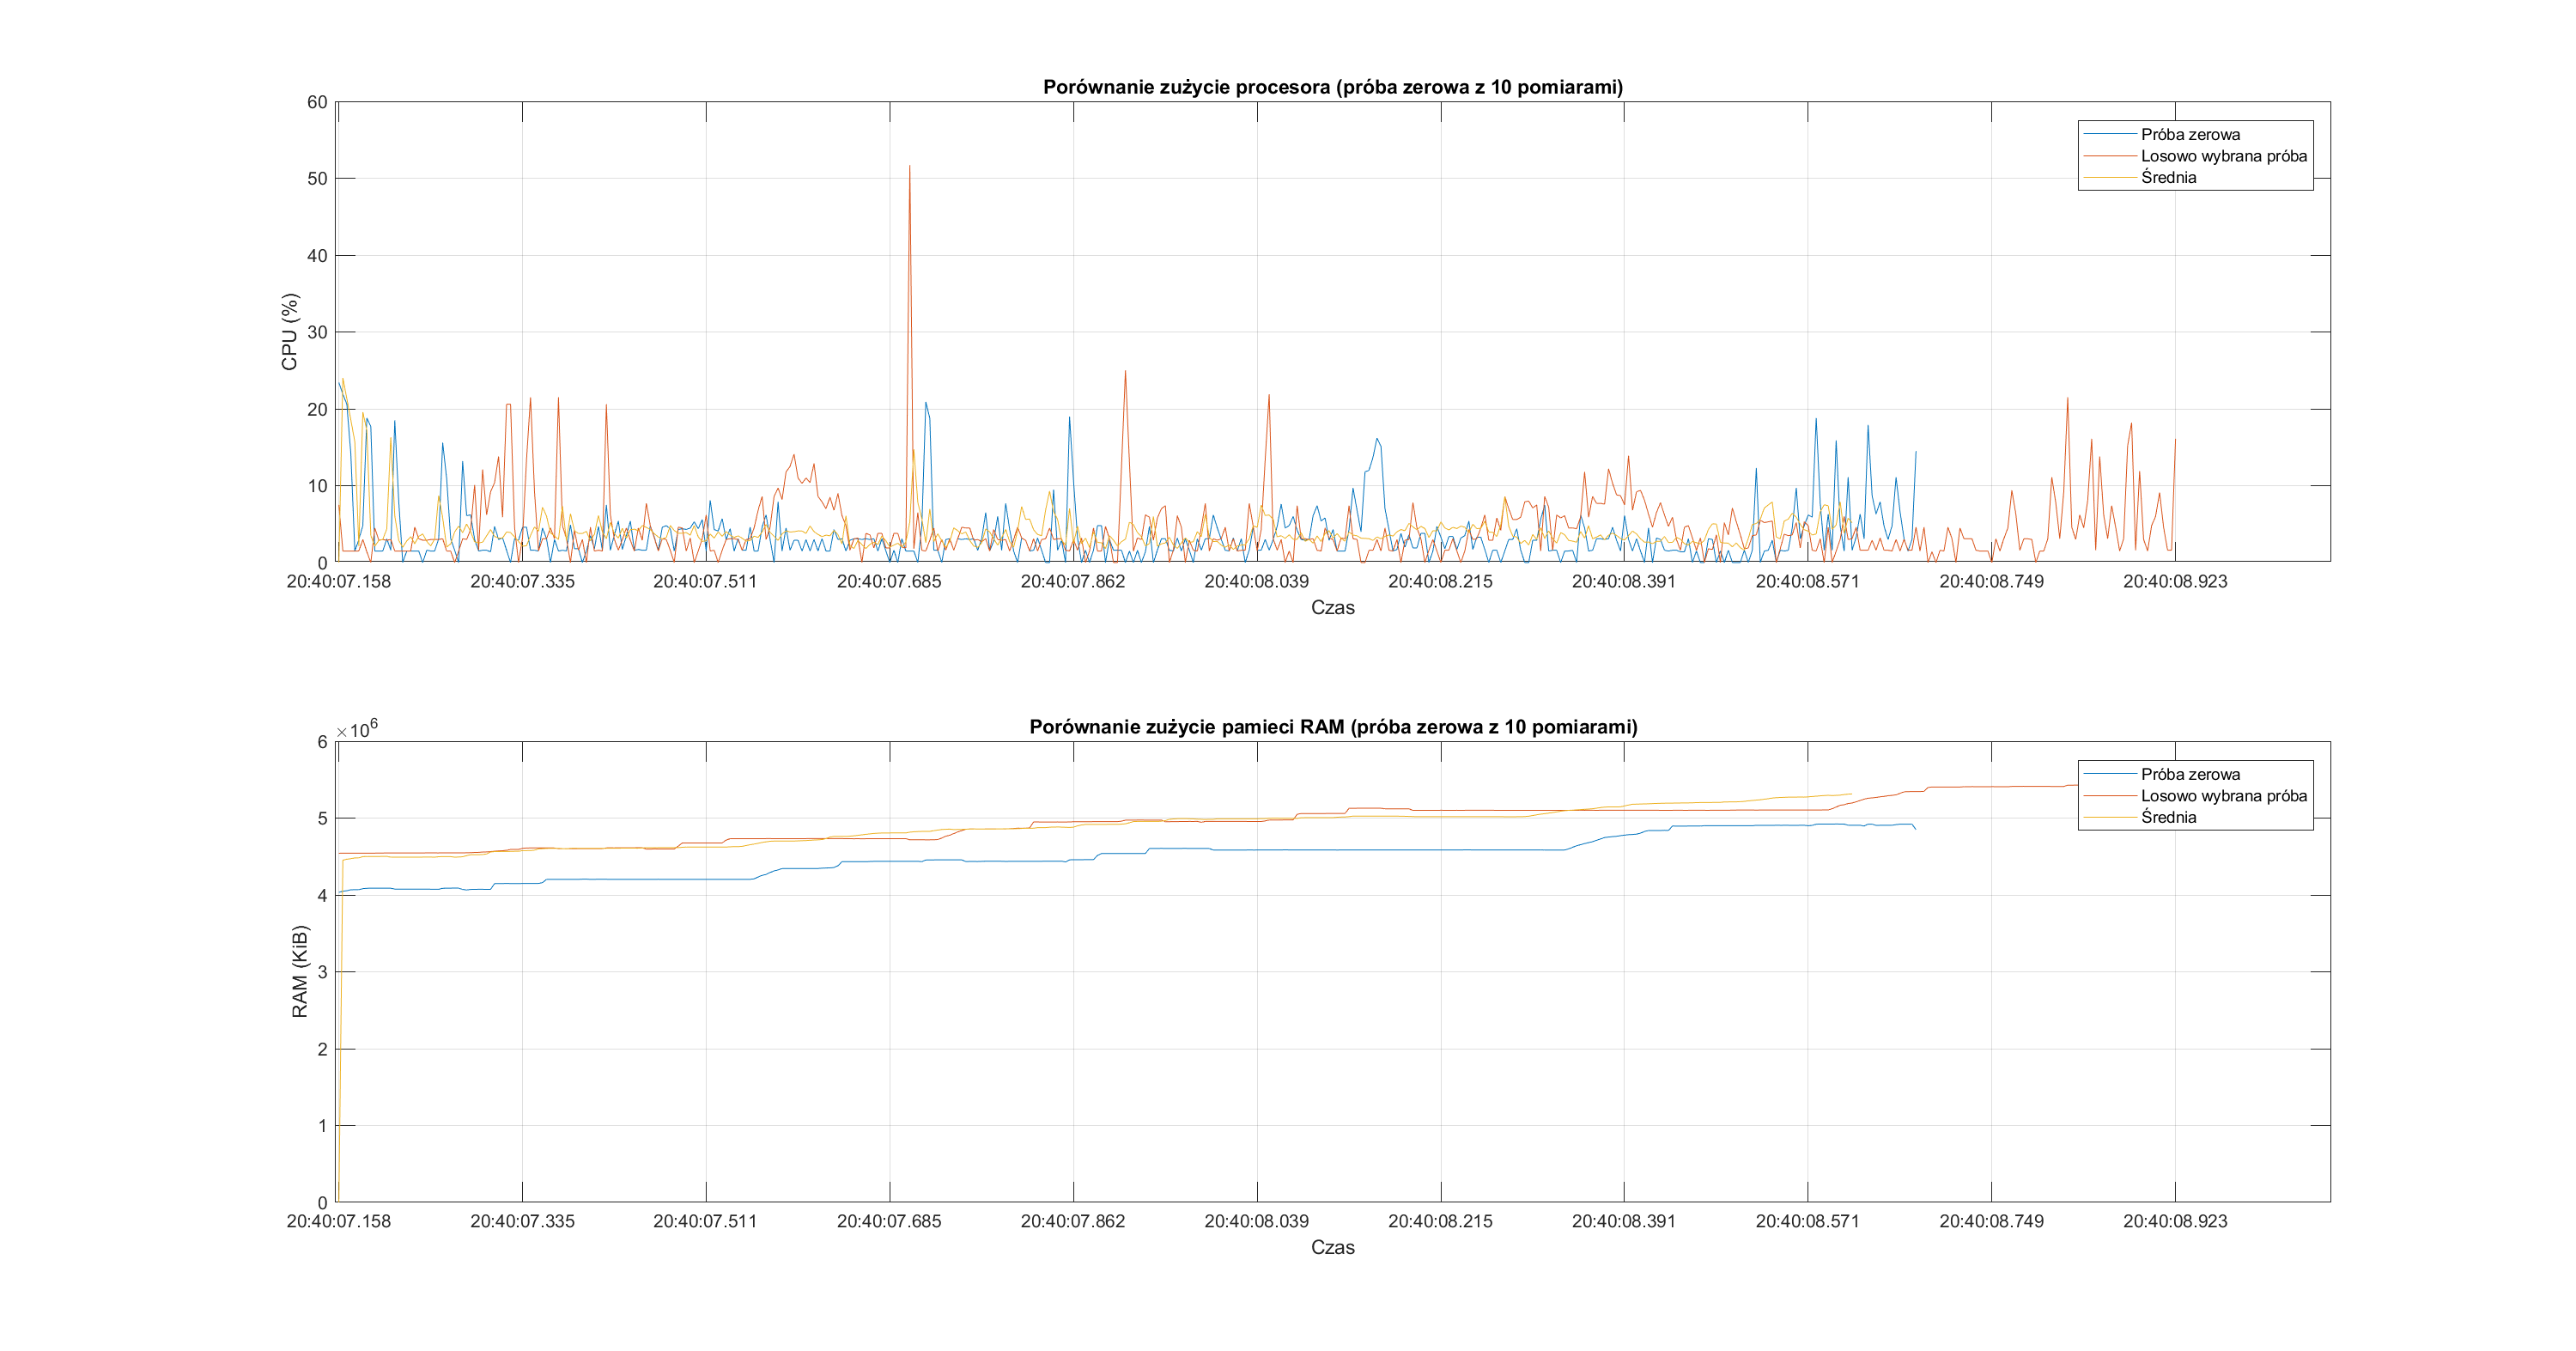 Porównanie zużycie procesora (próba zerowa z 10 pomiarami)
60
50
40
30
20
10
0
CPU (%)
Próba zerowa
Losowo wybrana próba
Średnia
20:40:07.158 20:40:07.335 20:40:07.511 20:40:07.685 20:40:07.862 20:40:08.039 20:40:08.215 20:40:08.391 20:40:08.571 20:40:08.749 20:40:08.923
Czas
Porównanie zużycie pamieci RAM (próba zerowa z 10 pomiarami)
×10^6
6
5
4
3
2
1
0
RAM (KiB)
Próba zerowa
Losowo wybrana próba
Średnia
20:40:07.158 20:40:07.335 20:40:07.511 20:40:07.685 20:40:07.862 20:40:08.039 20:40:08.215 20:40:08.391 20:40:08.571 20:40:08.749 20:40:08.923
Czas